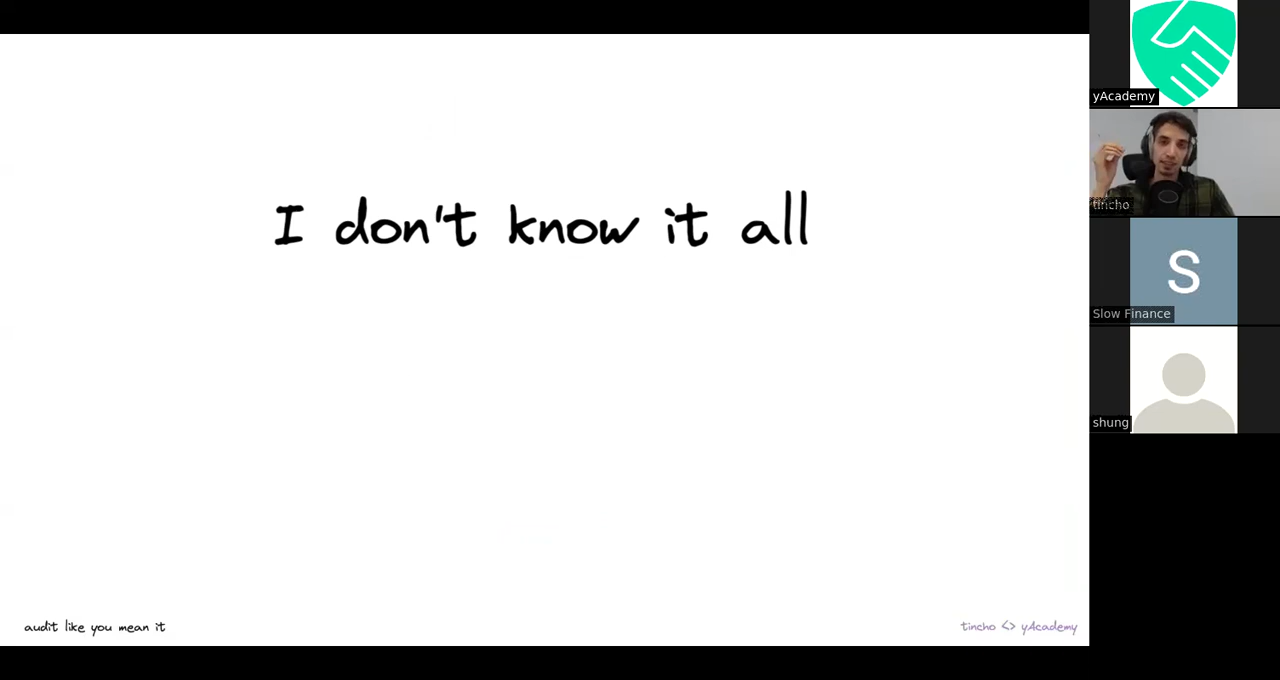 I don't know it all
audit like you mean it
tincho <> yAcademy
yAcademy
tincho
S
Slow Finance
shung